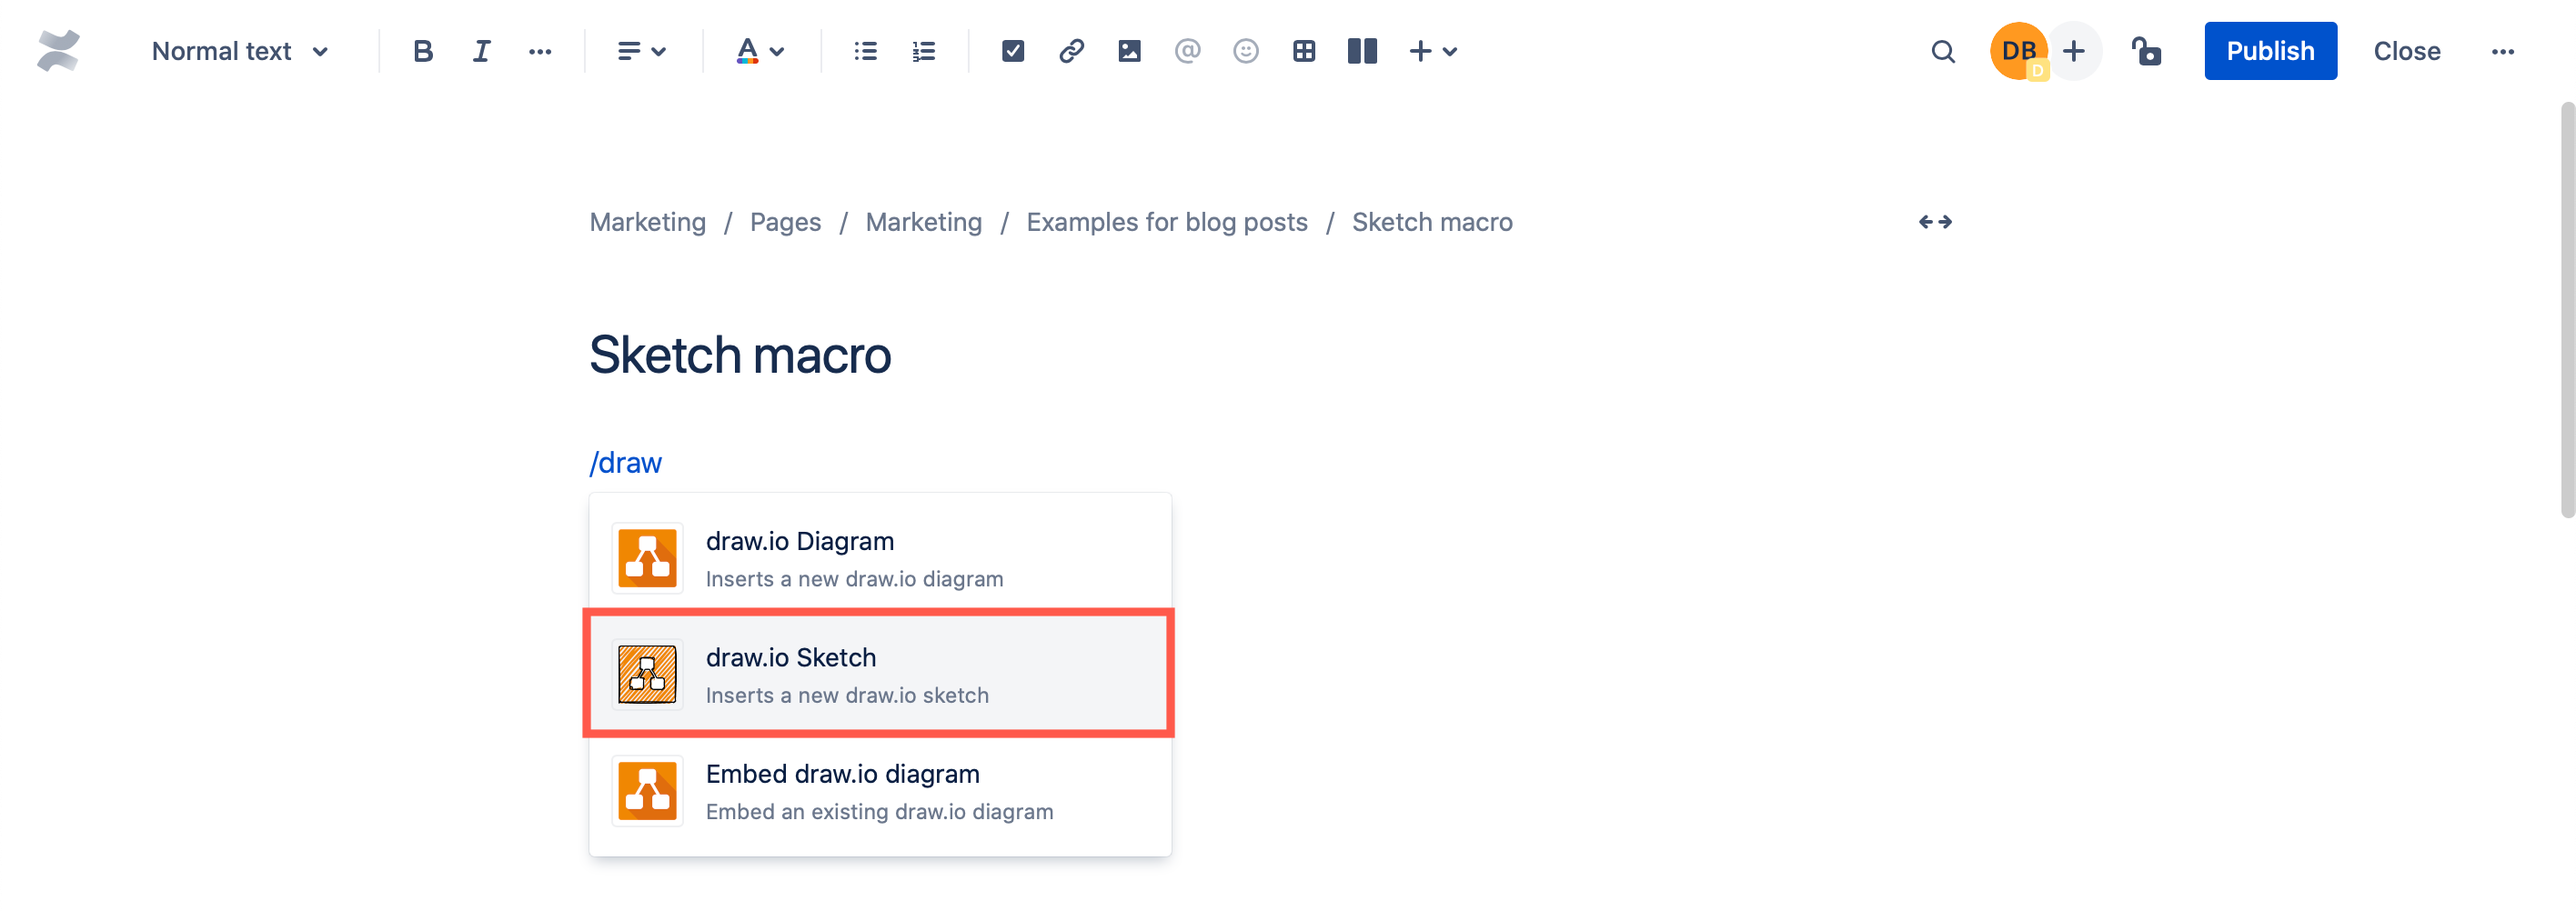 Normal text
DB
D
Publish
Close
Marketing / Pages / Marketing / Examples for blog posts / Sketch macro
Sketch macro
/draw
draw.io Diagram
Inserts a new draw.io diagram
draw.io Sketch
Inserts a new draw.io sketch
Embed draw.io diagram
Embed an existing draw.io diagram